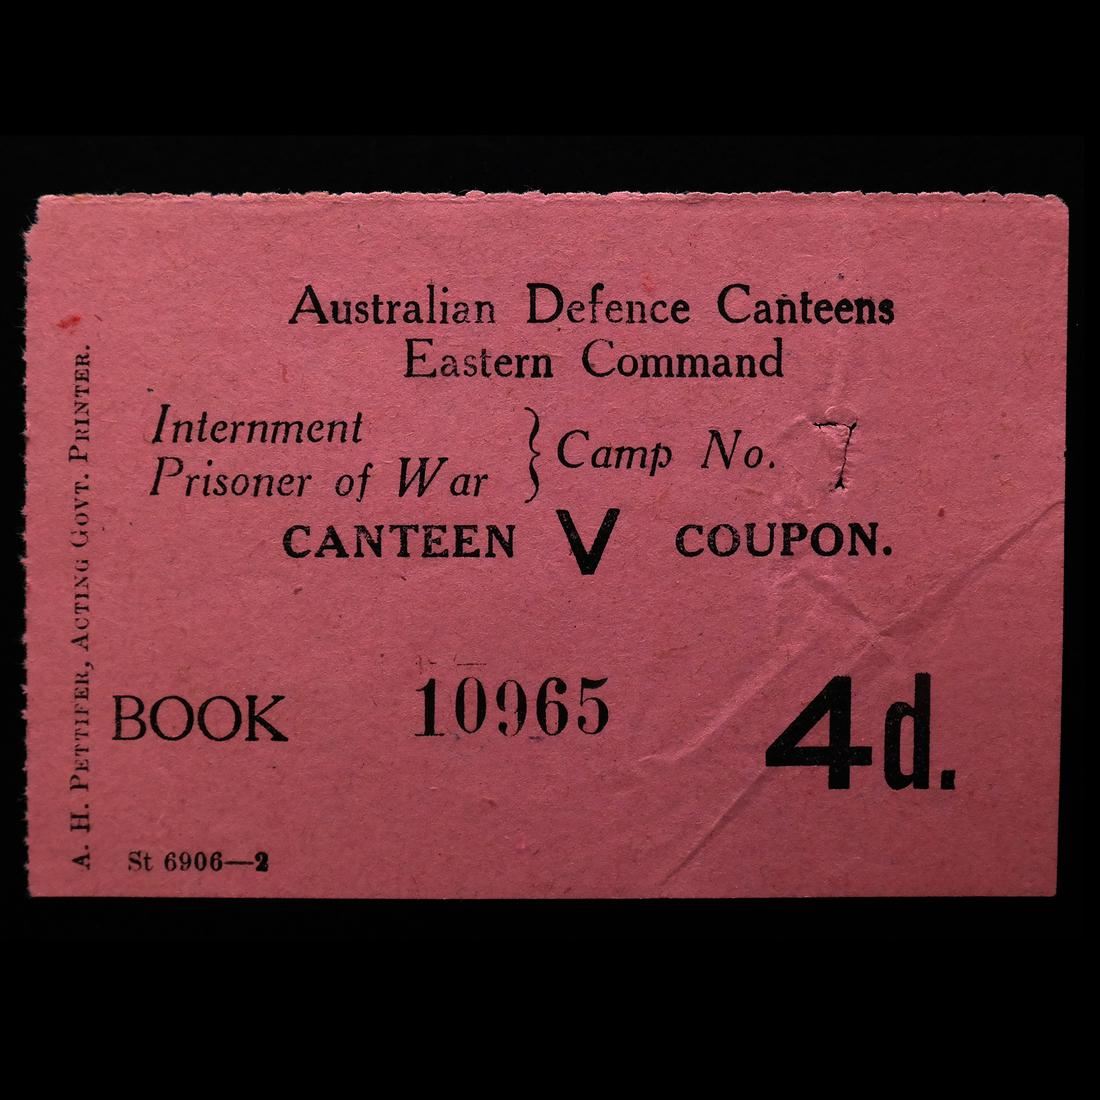 Australian Defence Canteens
Eastern Command
Internment
Prisoner of War
} Camp No. 7
CANTEEN V COUPON.
BOOK 10965
4d.
St 6906—2
A. H. PETTIFER, ACTING GOVT. PRINTER.